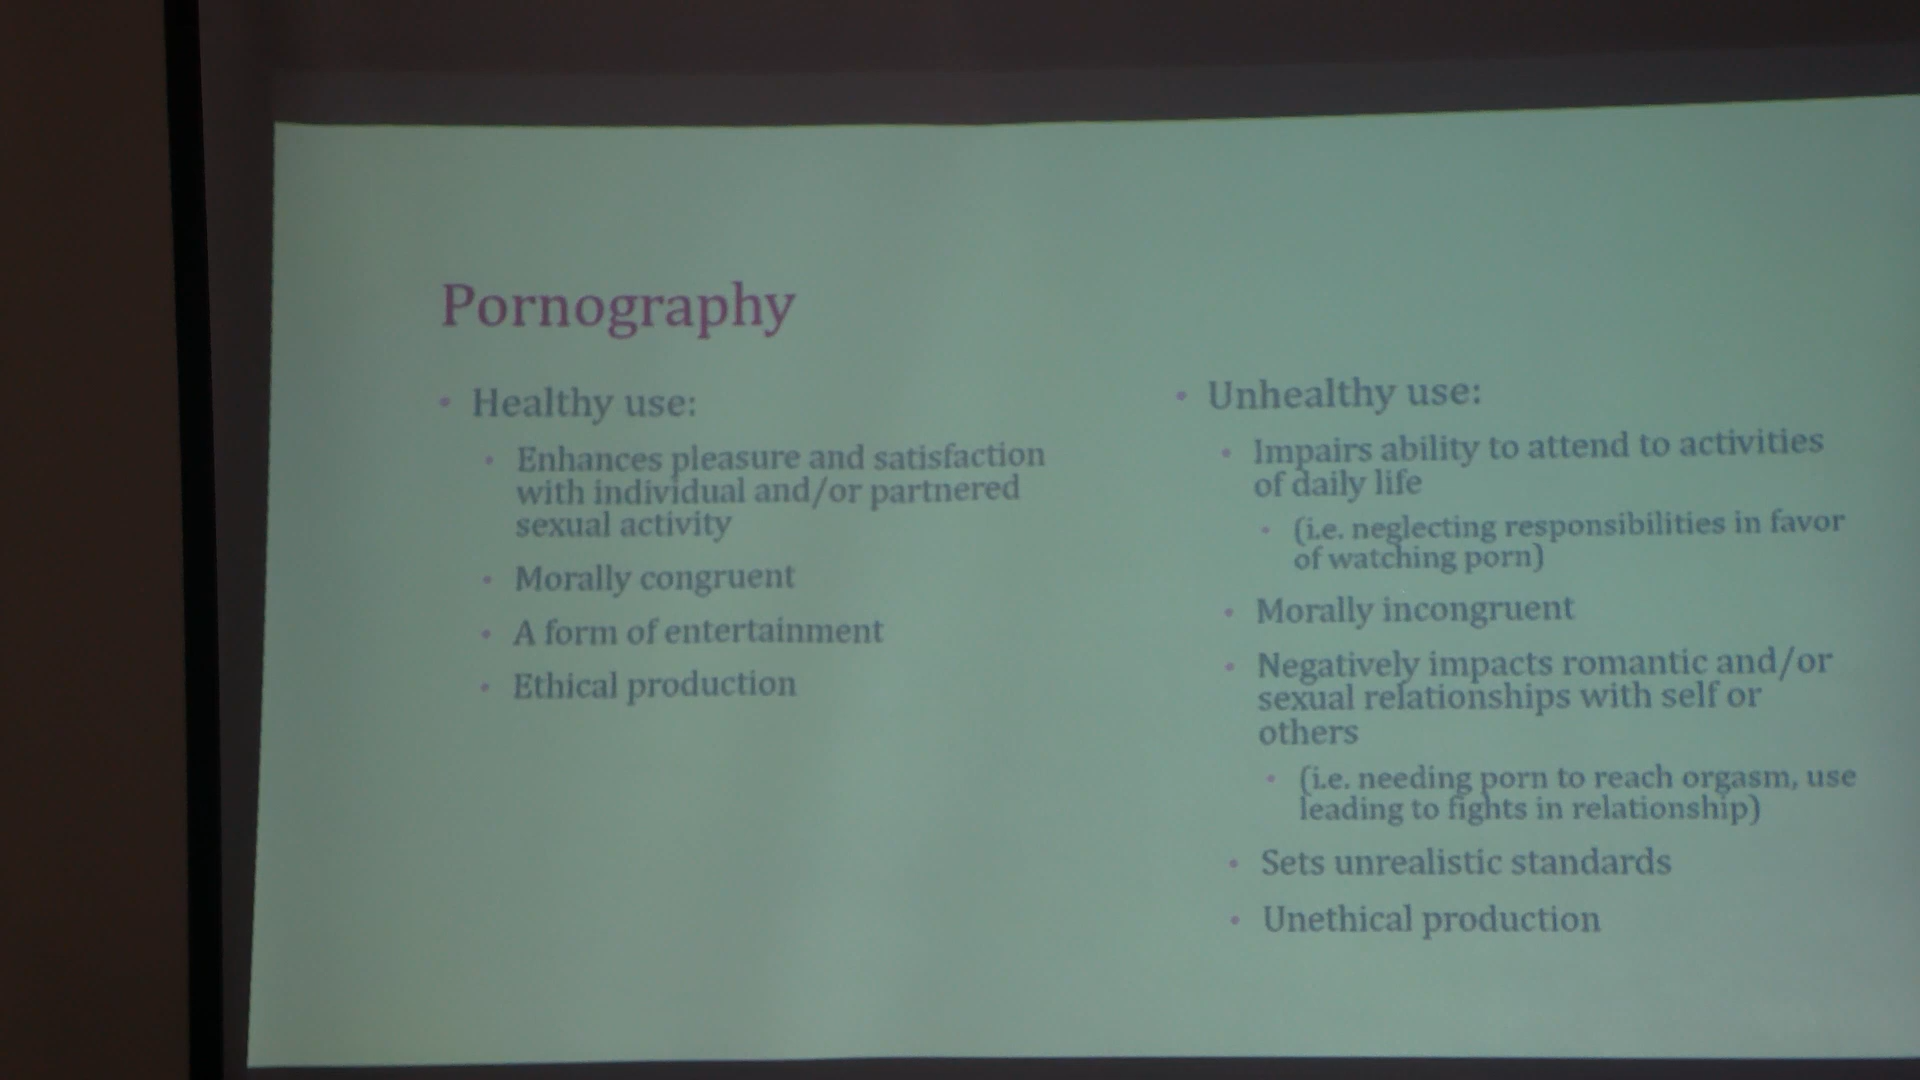 Pornography
• Healthy use:
• Enhances pleasure and satisfaction
with individual and/or partnered
sexual activity
• Morally congruent
• A form of entertainment
• Ethical production
• Unhealthy use:
• Impairs ability to attend to activities
of daily life
• (i.e. neglecting responsibilities in favor
of watching porn)
• Morally incongruent
• Negatively impacts romantic and/or
sexual relationships with self or
others
• (i.e. needing porn to reach orgasm, use
leading to fights in relationship)
• Sets unrealistic standards
• Unethical production